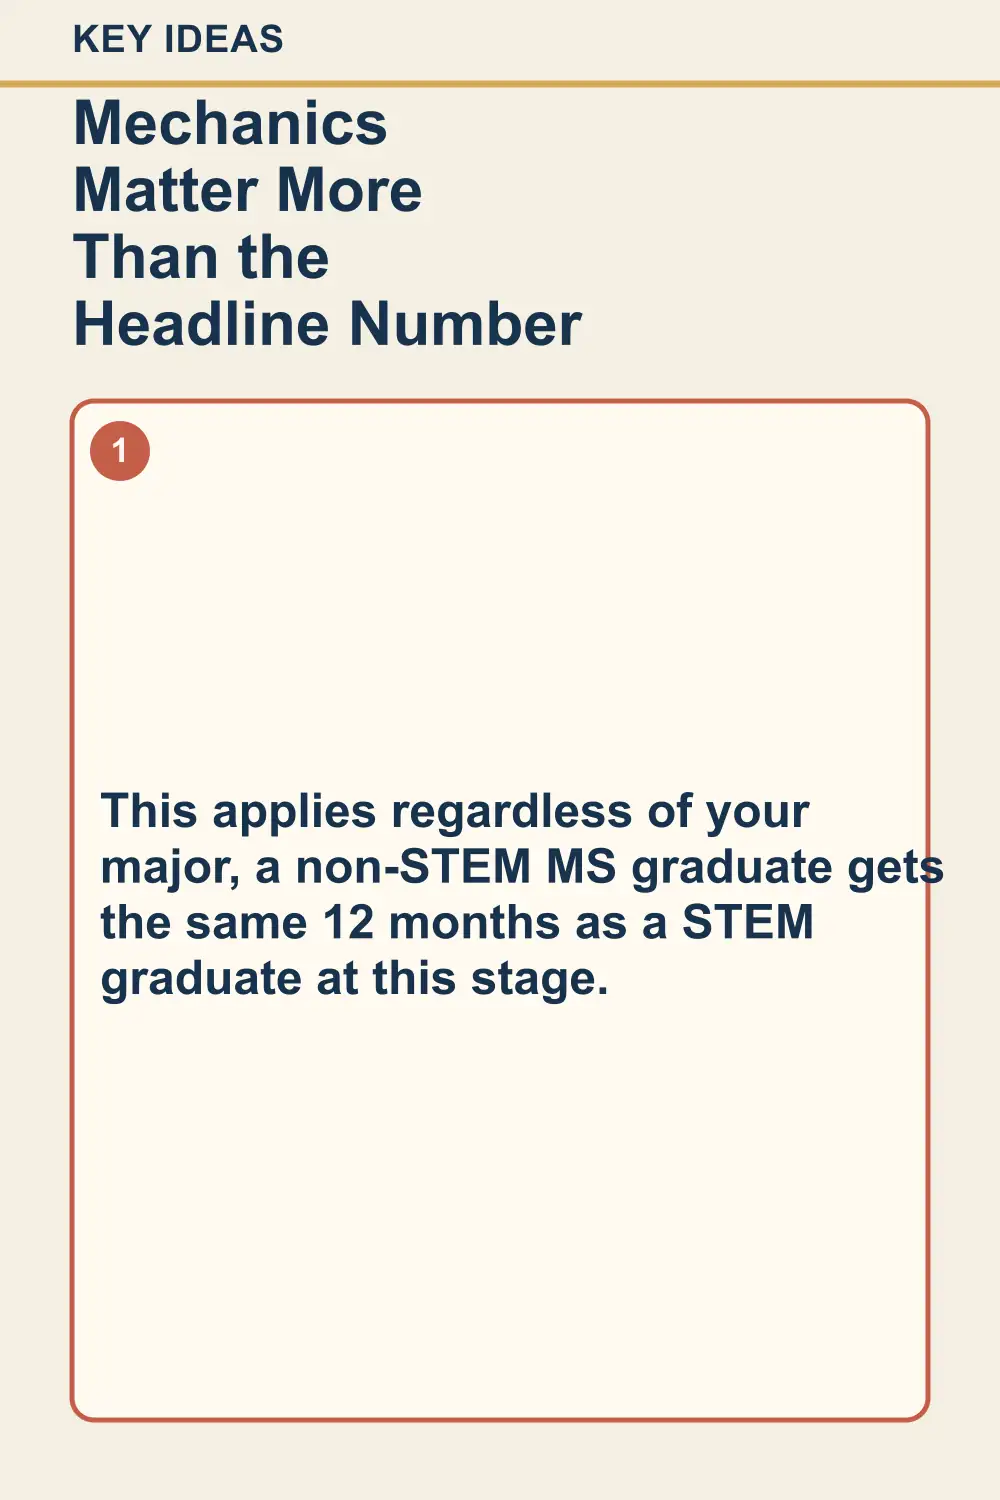 KEY IDEAS
Mechanics
Matter More
Than the
Headline Number
1
This applies regardless of your
major, a non-STEM MS graduate gets
the same 12 months as a STEM
graduate at this stage.